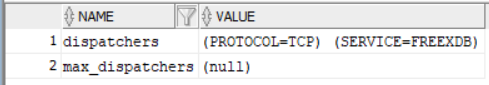 NAME VALUE
1 dispatchers (PROTOCOL=TCP) (SERVICE=FREEXDB)
2 max_dispatchers (null)